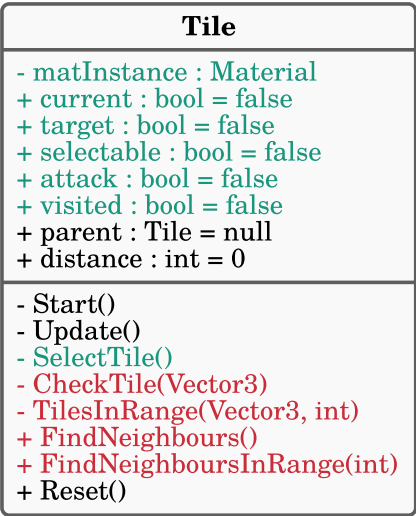 Tile
- matInstance : Material
+ current : bool = false
+ target : bool = false
+ selectable : bool = false
+ attack : bool = false
+ visited : bool = false
+ parent : Tile = null
+ distance : int = 0
- Start()
- Update()
- SelectTile()
- CheckTile(Vector3)
- TilesInRange(Vector3, int)
+ FindNeighbours()
+ FindNeighboursInRange(int)
+ Reset()